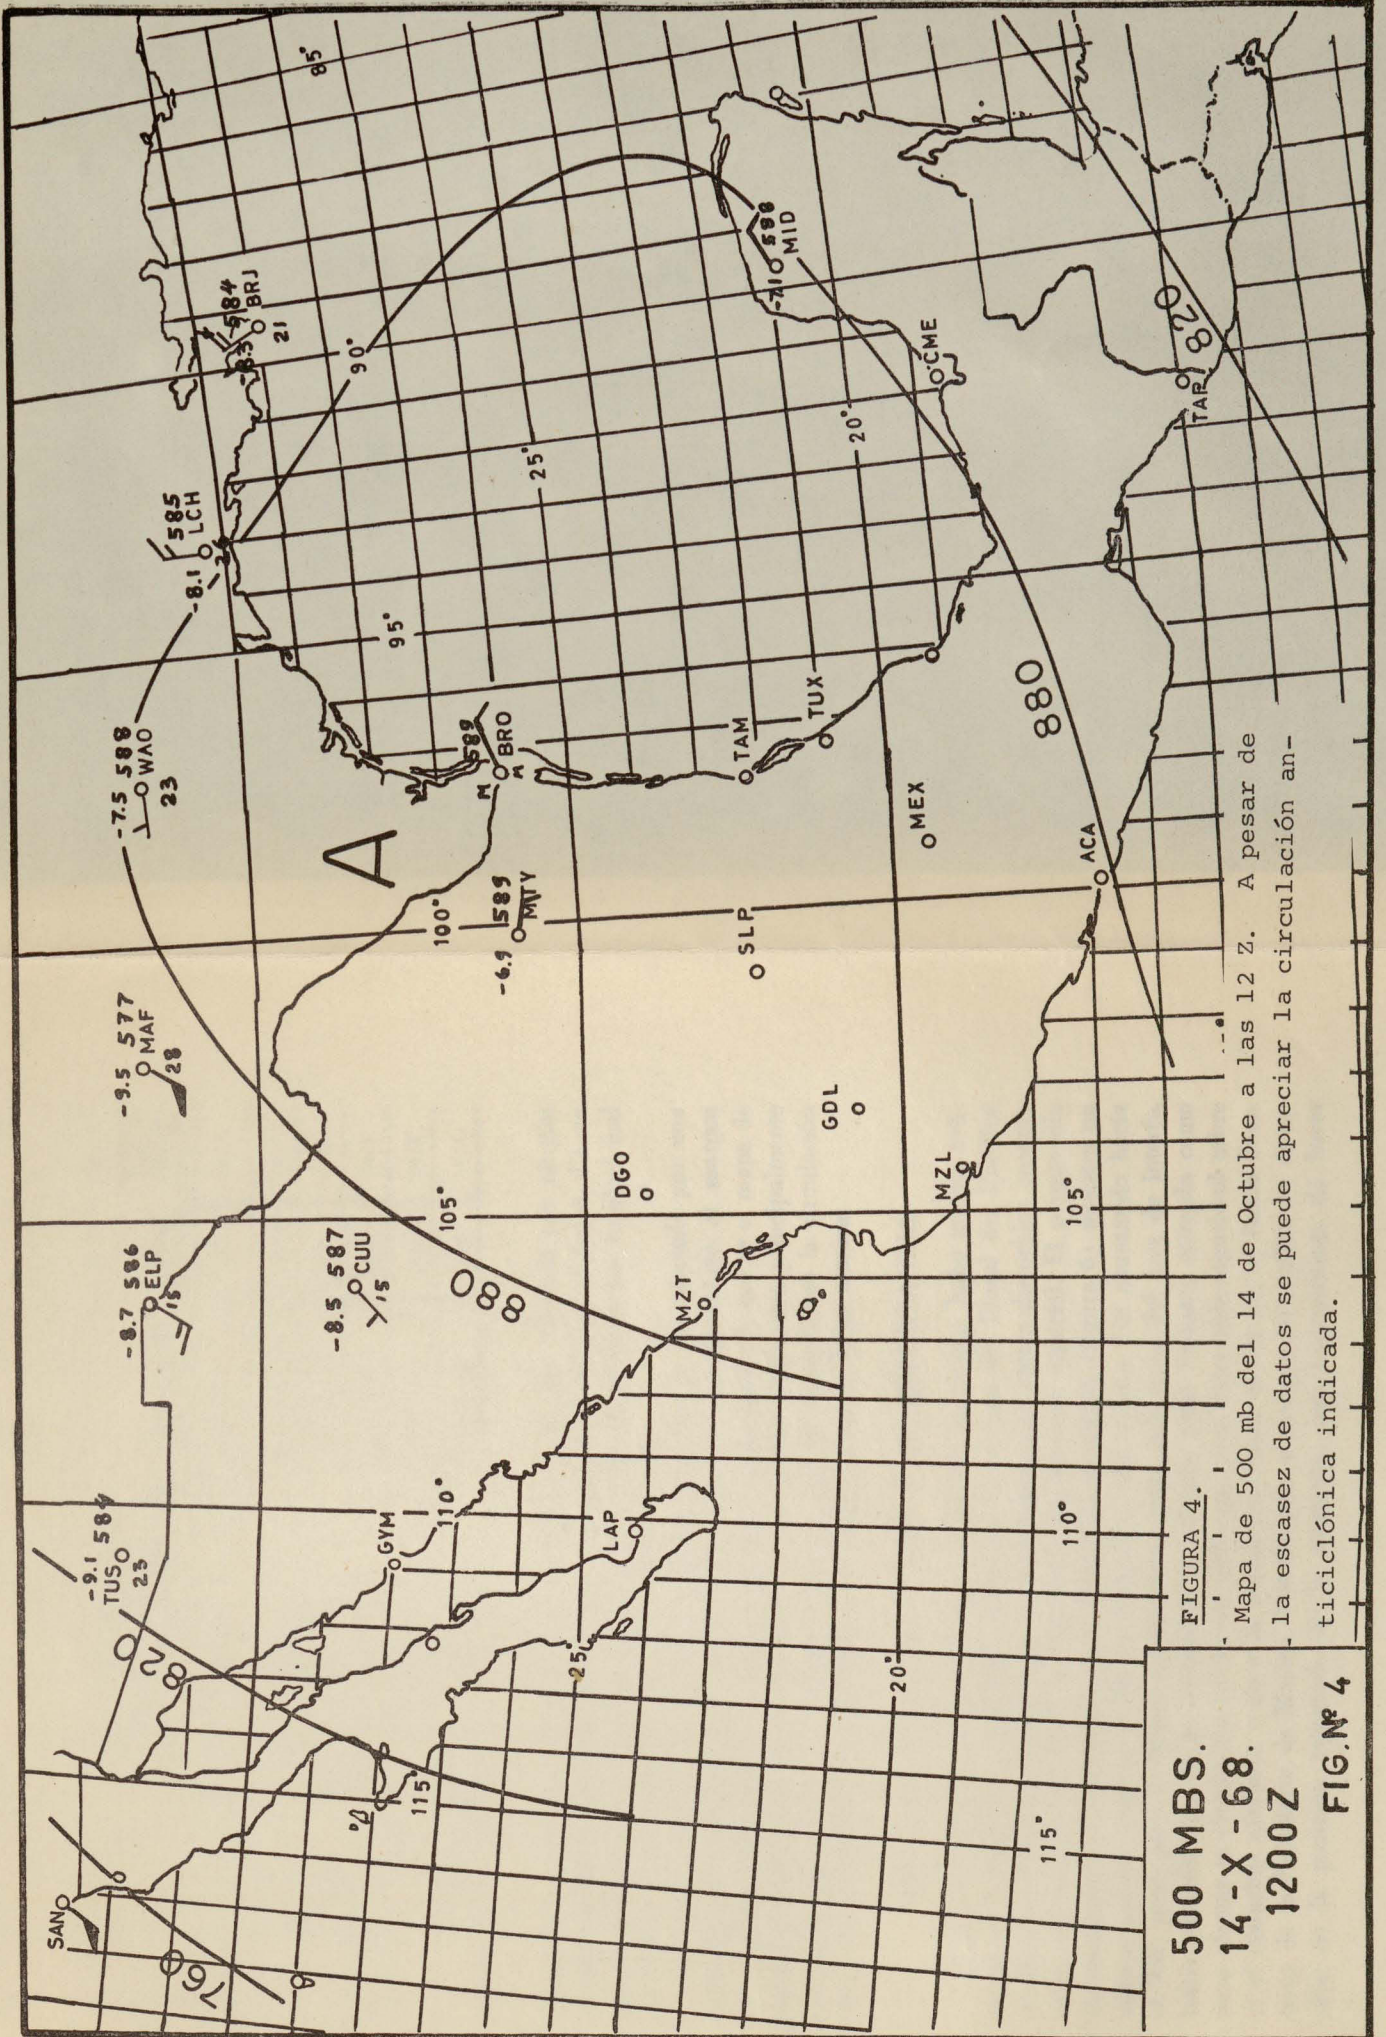 SAN
760
820
-9.1 584
TUS
23
-8.7 586
ELP
15
-9.5 577
MAF
28
-7.5 588
WAO
23
-8.1 585
LCH
584
BRJ
21
85°
90°
95°
100°
105°
110°
115
GYM
-8.5 587
CUU
15
880
-6.9 589
MTY
A
589
M BRO
M
25°
25
LAP
DGO
MZT
SLP
TAM
TUX
-7.1 588
MID
20°
20°
CME
MEX
GDL
MZL
ACA
880
TAP
820
105°
110°
115°
500 MBS.
14-X-68.
1200Z
FIG.Nº 4
FIGURA 4.
Mapa de 500 mb del 14 de Octubre a las 12 Z. A pesar de
la escasez de datos se puede apreciar la circulación an-
ticiclónica indicada.